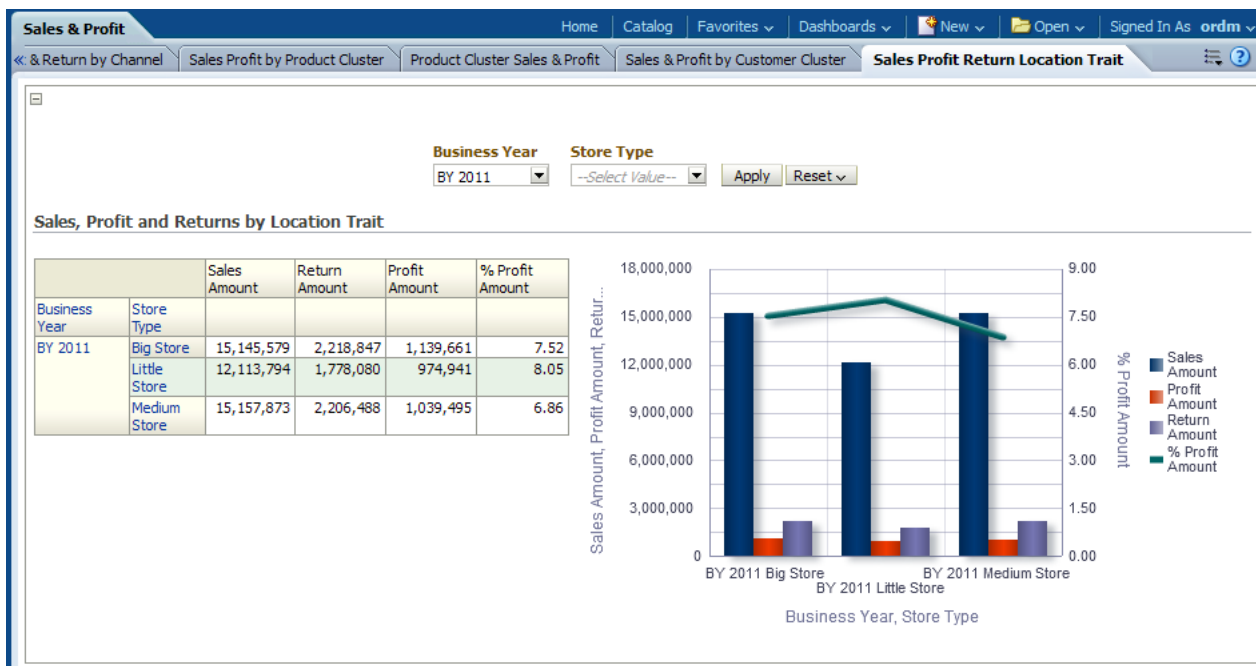 Sales & Profit
Home Catalog Favorites Dashboards New Open Signed In As ordm
« & Return by Channel Sales Profit by Product Cluster Product Cluster Sales & Profit Sales & Profit by Customer Cluster Sales Profit Return Location Trait
Business Year Store Type
BY 2011 --Select Value-- Apply Reset
Sales, Profit and Returns by Location Trait
Sales Amount Return Amount Profit Amount % Profit Amount
Business Year Store Type
BY 2011 Big Store 15,145,579 2,218,847 1,139,661 7.52
Little Store 12,113,794 1,778,080 974,941 8.05
Medium Store 15,157,873 2,206,488 1,039,495 6.86
Sales Amount, Profit Amount, Retur...
18,000,000
15,000,000
12,000,000
9,000,000
6,000,000
3,000,000
0
9.00
7.50
6.00
4.50
3.00
1.50
0.00
% Profit Amount
BY 2011 Big Store
BY 2011 Little Store
BY 2011 Medium Store
Business Year, Store Type
Sales Amount
Profit Amount
Return Amount
% Profit Amount